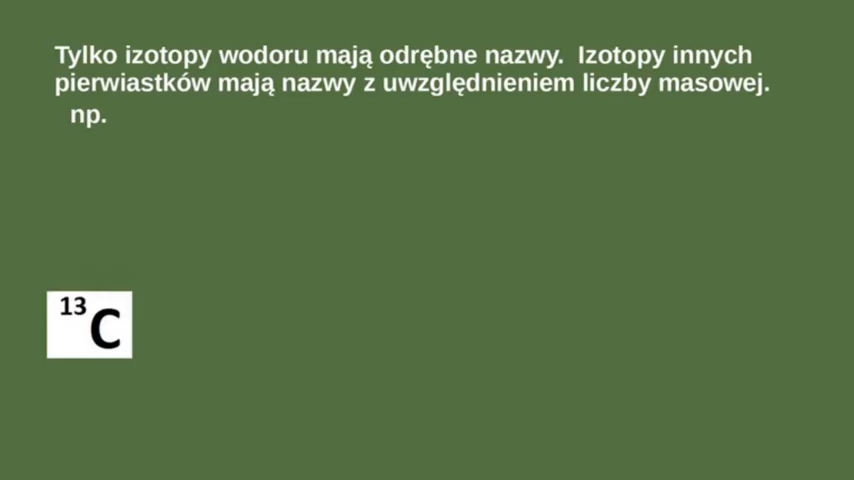 Tylko izotopy wodoru mają odrębne nazwy. Izotopy innych
pierwiastków mają nazwy z uwzględnieniem liczby masowej.
np.
¹³C